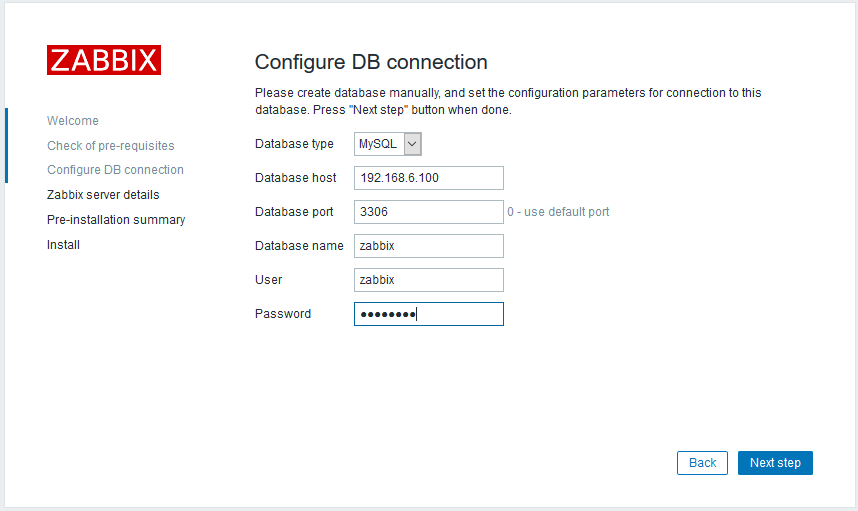 ZABBIX
Welcome
Check of pre-requisites
Configure DB connection
Zabbix server details
Pre-installation summary
Install
Configure DB connection
Please create database manually, and set the configuration parameters for connection to this
database. Press "Next step" button when done.
Database type MySQL
Database host 192.168.6.100
Database port 3306 0 - use default port
Database name zabbix
User zabbix
Password ●●●●●●●●
Back Next step